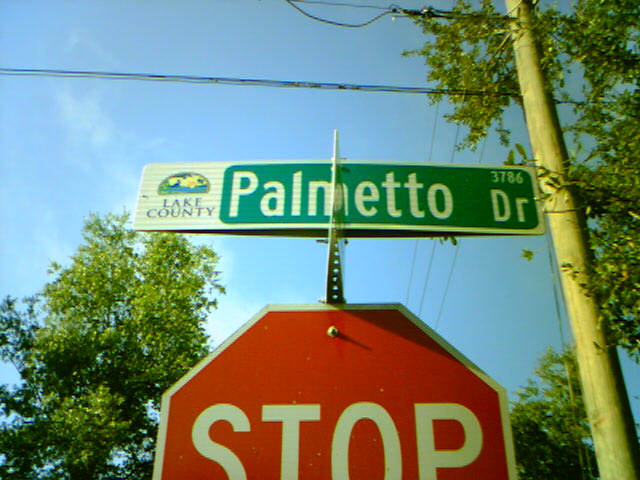 LAKE
COUNTY
Palmetto Dr
3786
STOP